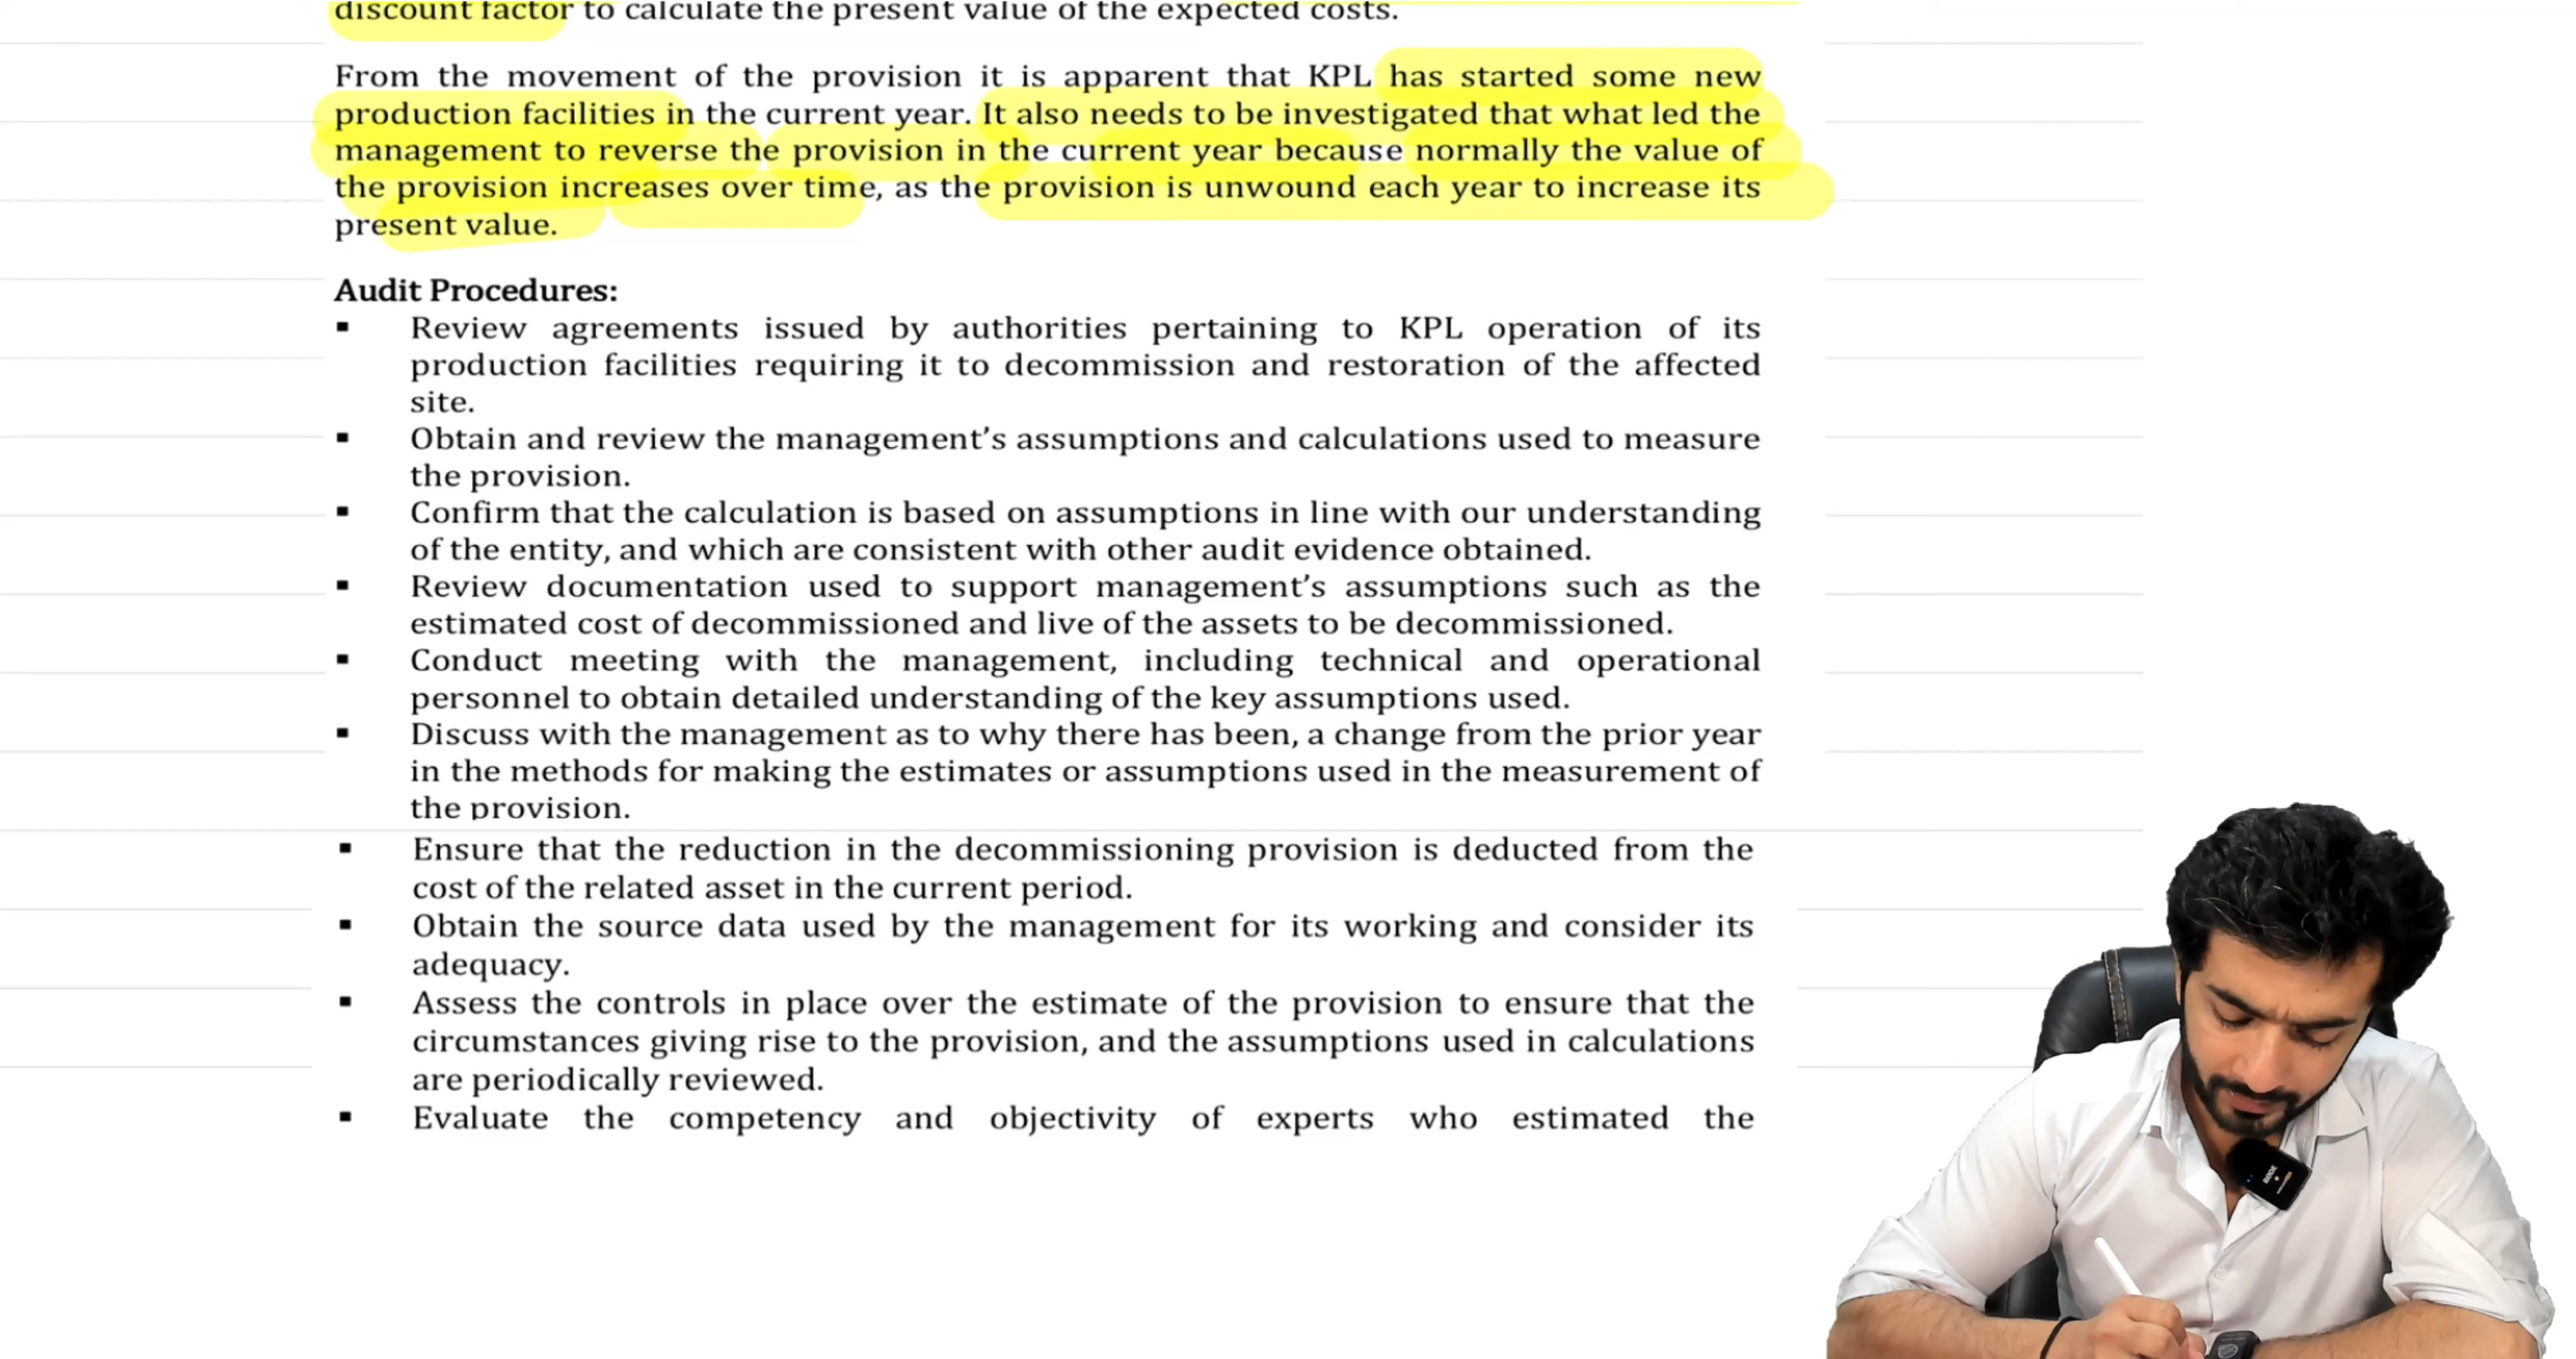 discount factor to calculate the present value of the expected costs.
From the movement of the provision it is apparent that KPL has started some new
production facilities in the current year. It also needs to be investigated that what led the
management to reverse the provision in the current year because normally the value of
the provision increases over time, as the provision is unwound each year to increase its
present value.
Audit Procedures:
▪ Review agreements issued by authorities pertaining to KPL operation of its
production facilities requiring it to decommission and restoration of the affected
site.
▪ Obtain and review the management’s assumptions and calculations used to measure
the provision.
▪ Confirm that the calculation is based on assumptions in line with our understanding
of the entity, and which are consistent with other audit evidence obtained.
▪ Review documentation used to support management’s assumptions such as the
estimated cost of decommissioned and live of the assets to be decommissioned.
▪ Conduct meeting with the management, including technical and operational
personnel to obtain detailed understanding of the key assumptions used.
▪ Discuss with the management as to why there has been, a change from the prior year
in the methods for making the estimates or assumptions used in the measurement of
the provision.
▪ Ensure that the reduction in the decommissioning provision is deducted from the
cost of the related asset in the current period.
▪ Obtain the source data used by the management for its working and consider its
adequacy.
▪ Assess the controls in place over the estimate of the provision to ensure that the
circumstances giving rise to the provision, and the assumptions used in calculations
are periodically reviewed.
▪ Evaluate the competency and objectivity of experts who estimated the